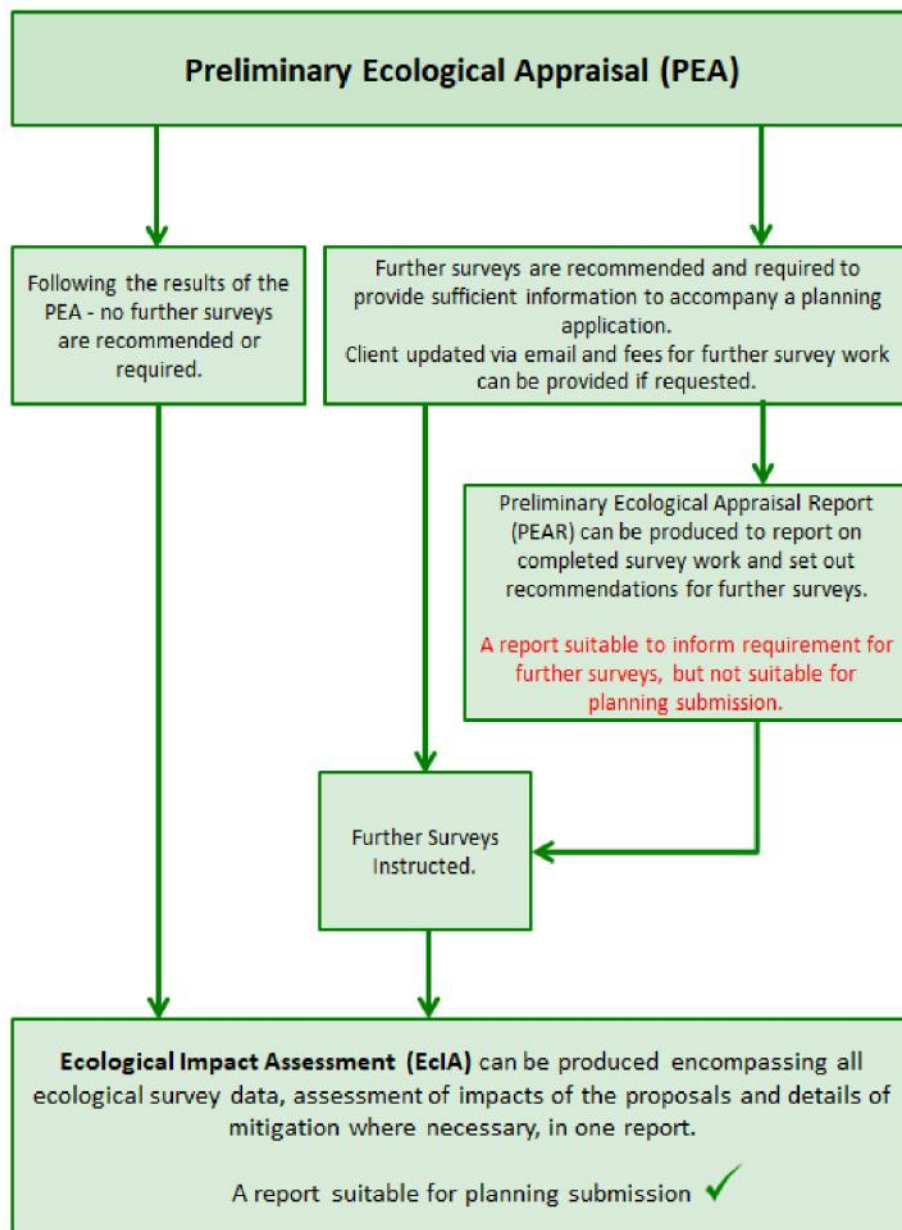 Preliminary Ecological Appraisal (PEA)
Following the results of the
PEA - no further surveys
are recommended or
required.
Further surveys are recommended and required to
provide sufficient information to accompany a planning
application.
Client updated via email and fees for further survey work
can be provided if requested.
Preliminary Ecological Appraisal Report
(PEAR) can be produced to report on
completed survey work and set out
recommendations for further surveys.
A report suitable to inform requirement for
further surveys, but not suitable for
planning submission.
Further Surveys
Instructed.
Ecological Impact Assessment (EcIA) can be produced encompassing all
ecological survey data, assessment of impacts of the proposals and details of
mitigation where necessary, in one report.
A report suitable for planning submission ✓